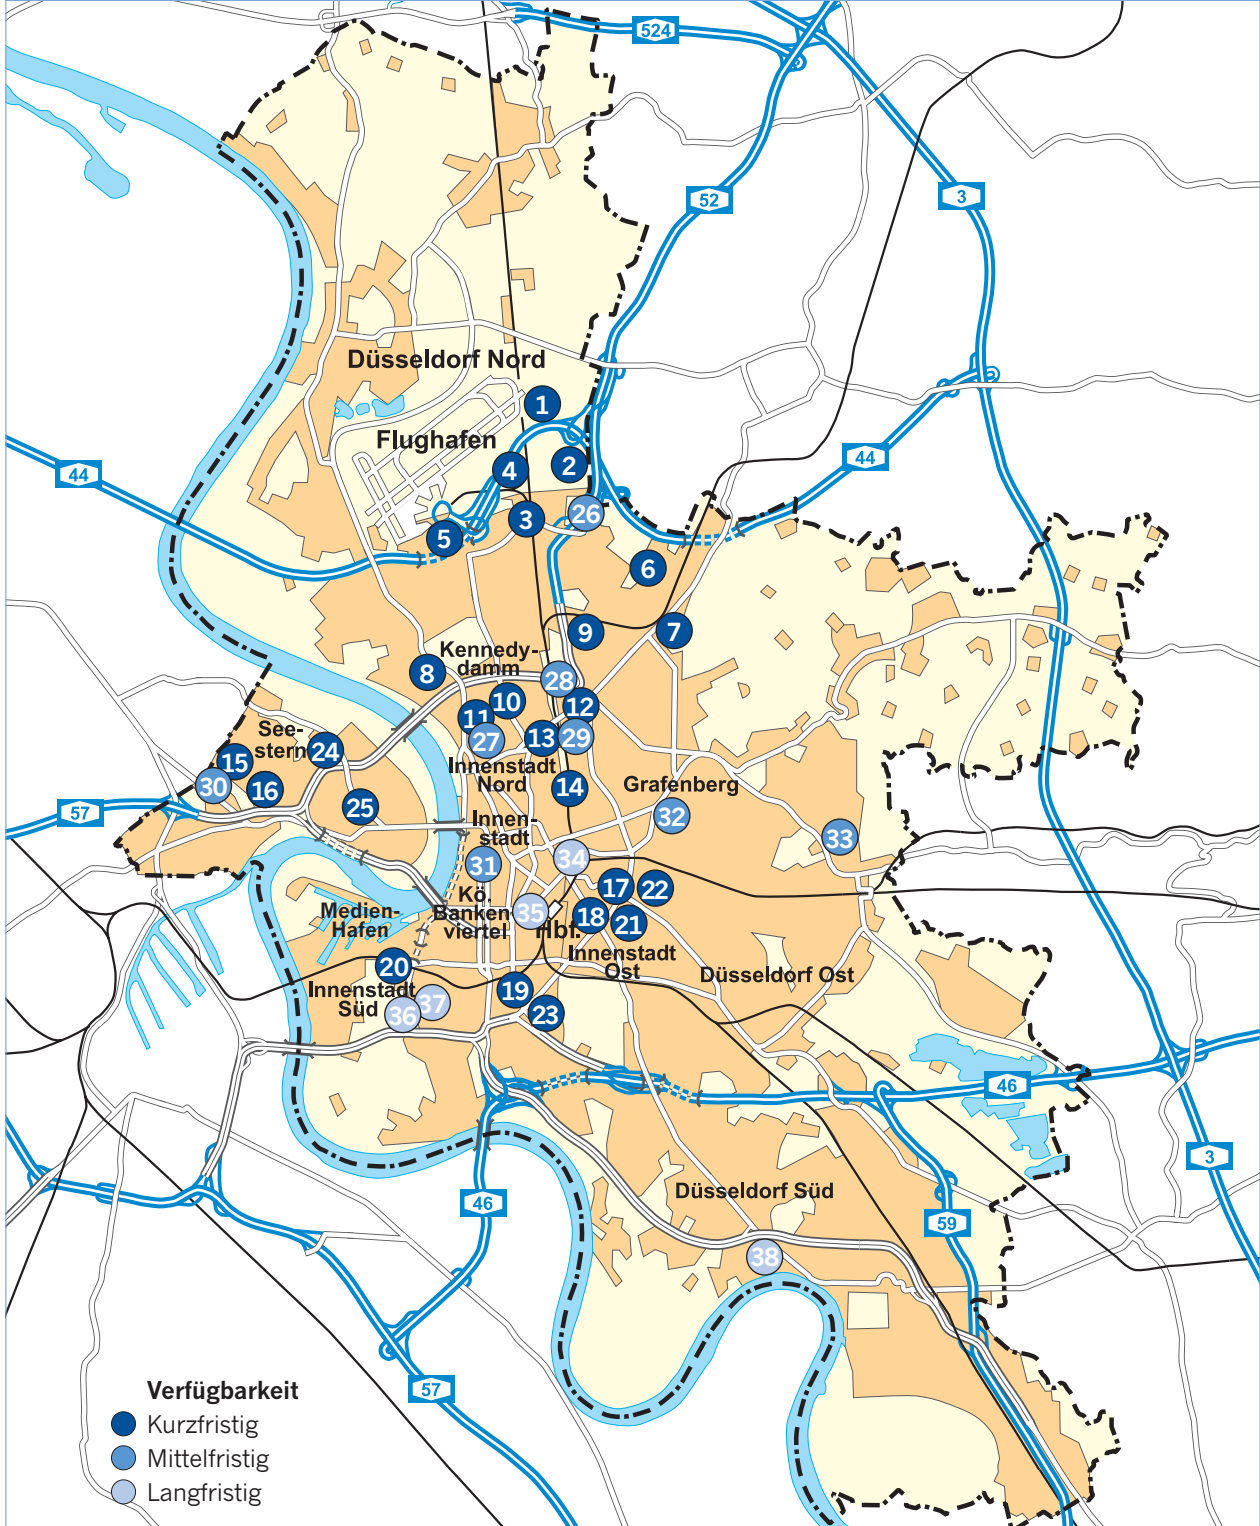 524
52
3
Düsseldorf Nord
1
Flughafen
44
4
2
44
26
3
5
6
9
7
Kennedy-
damm
8
28
10
12
11
27
13
29
See-
stern
24
15
30
16
Innenstadt
Nord
14
Grafenberg
25
57
32
Innen-
stadt
33
31
34
17
22
Kö.
Banken
viertel
35
Hbf.
18
21
Medien-
Hafen
Innenstadt
Ost
20
Düsseldorf Ost
Innenstadt
Süd
37
36
19
23
46
3
Düsseldorf Süd
46
59
38
57
Verfügbarkeit
Kurzfristig
Mittelfristig
Langfristig